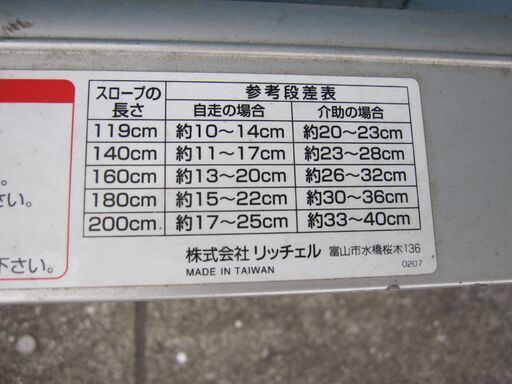 スロープの長さ 参考段差表
自走の場合 介助の場合
119cm 約10〜14cm 約20〜23cm
140cm 約11〜17cm 約23〜28cm
160cm 約13〜20cm 約26〜32cm
180cm 約15〜22cm 約30〜36cm
200cm 約17〜25cm 約33〜40cm
株式会社 リッチェル 富山市水橋桜木136
MADE IN TAIWAN 0207
。
さい。
下さい。